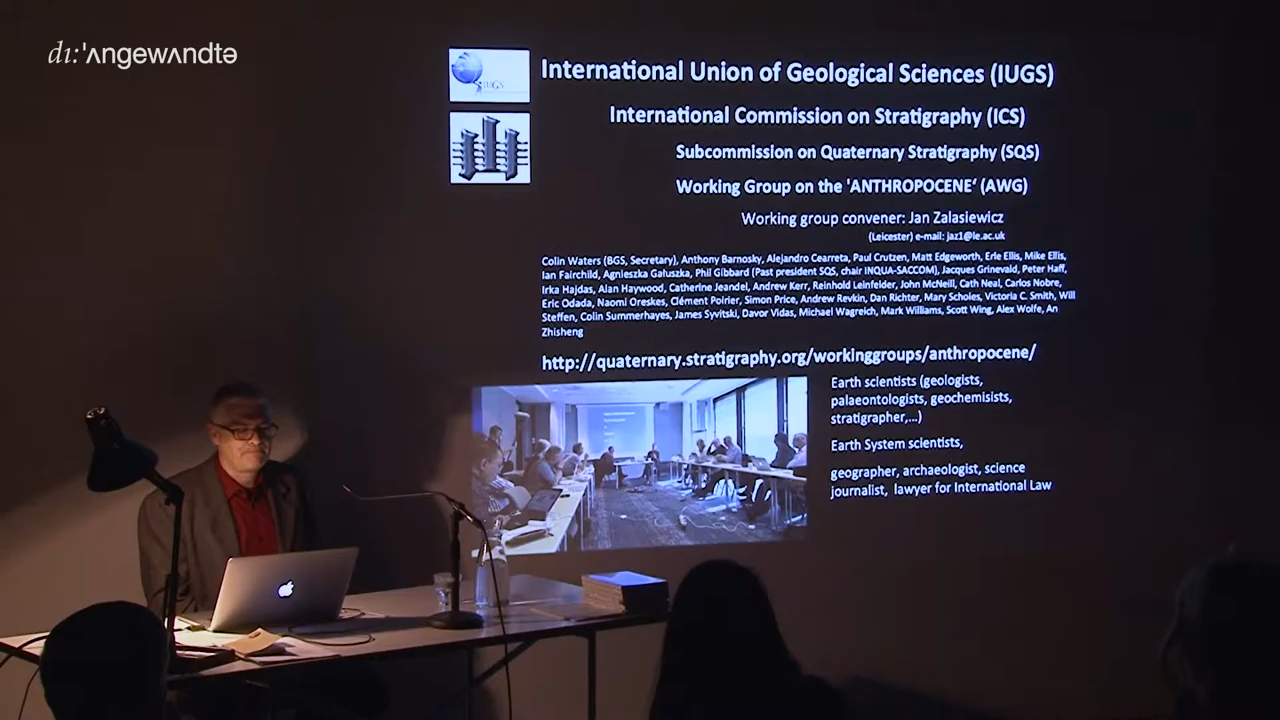 dı:'ʌngewʌndtə
IUGS
International Union of Geological Sciences (IUGS)
International Commission on Stratigraphy (ICS)
Subcommission on Quaternary Stratigraphy (SQS)
Working Group on the 'ANTHROPOCENE' (AWG)
Working group convener: Jan Zalasiewicz
(Leicester) e-mail: jaz1@le.ac.uk
Colin Waters (BGS, Secretary), Anthony Barnosky, Alejandro Cearreta, Paul Crutzen, Matt Edgeworth, Erle Ellis, Mike Ellis,
Ian Fairchild, Agnieszka Gałuszka, Phil Gibbard (Past president SQS, chair INQUA-SACCOM), Jacques Grinevald, Peter Haff,
Irka Hajdas, Alan Haywood, Catherine Jeandel, Andrew Kerr, Reinhold Leinfelder, John McNeill, Cath Neal, Carlos Nobre,
Eric Odada, Naomi Oreskes, Clément Poirier, Simon Price, Andrew Revkin, Dan Richter, Mary Scholes, Victoria C. Smith, Will
Steffen, Colin Summerhayes, James Syvitski, Davor Vidas, Michael Wagreich, Mark Williams, Scott Wing, Alex Wolfe, An
Zhisheng
http://quaternary.stratigraphy.org/workinggroups/anthropocene/
Earth scientists (geologists,
palaeontologists, geochemisists,
stratigrapher,...)
Earth System scientists,
geographer, archaeologist, science
journalist, lawyer for International Law